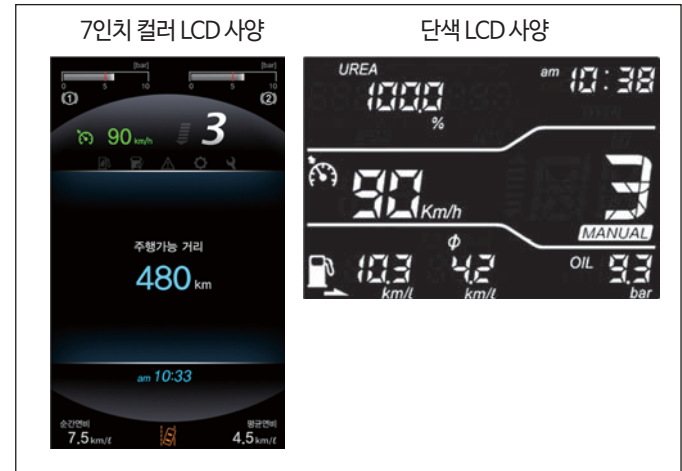 7인치 컬러 LCD 사양
단색 LCD 사양
[bar] [bar]
0 5 10 0 5 10
(1) (2)
90 km/h 3
주행가능 거리
480 km
am 10:33
순간연비 평균연비
7.5 km/ℓ 4.5 km/ℓ
UREA am 10:38
100.0
%
90 Km/h 3
MANUAL
Ø
10.3 4.2 OIL 9.3
km/ℓ km/ℓ bar